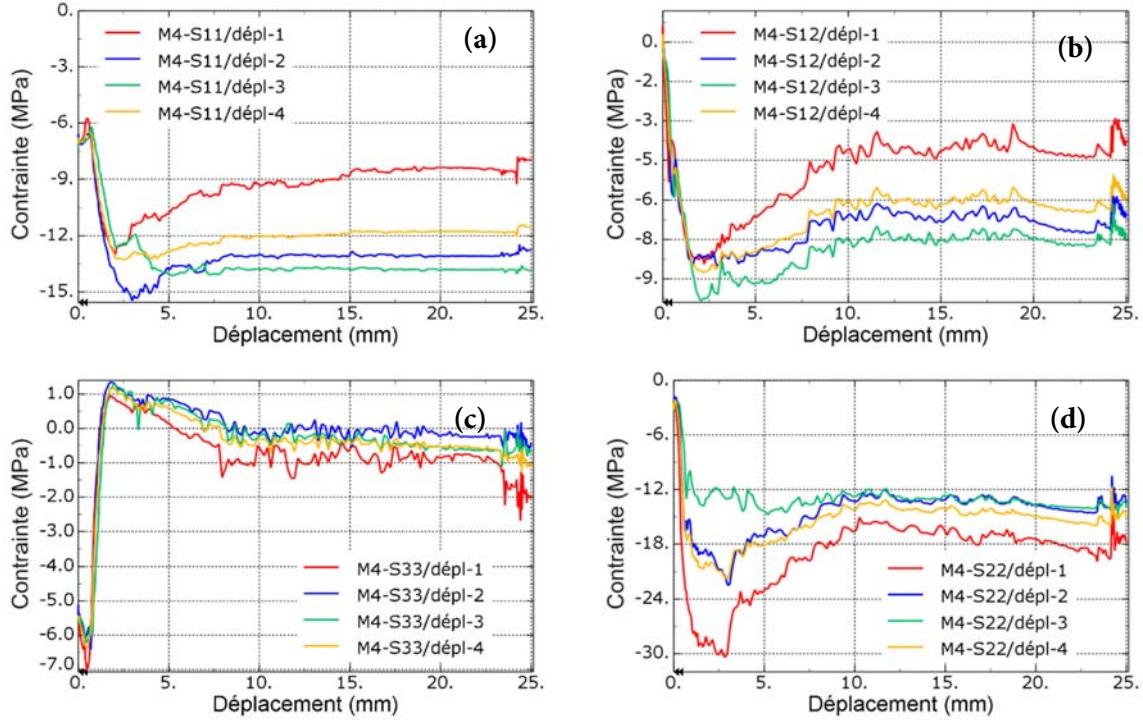 (a)
M4-S11/dépl-1
M4-S11/dépl-2
M4-S11/dépl-3
M4-S11/dépl-4
Contrainte (MPa)
0.
-3.
-6.
-9.
-12.
-15.
0. 5. 10. 15. 20. 25.
Déplacement (mm)
(b)
M4-S12/dépl-1
M4-S12/dépl-2
M4-S12/dépl-3
M4-S12/dépl-4
Contrainte (MPa)
0.
-2.
-3.
-5.
-6.
-8.
-9.
0. 5. 10. 15. 20. 25.
Déplacement (mm)
(c)
M4-S33/dépl-1
M4-S33/dépl-2
M4-S33/dépl-3
M4-S33/dépl-4
Contrainte (MPa)
1.0
0.0
-1.0
-2.0
-3.0
-4.0
-5.0
-6.0
-7.0
0. 5. 10. 15. 20. 25.
Déplacement (mm)
(d)
M4-S22/dépl-1
M4-S22/dépl-2
M4-S22/dépl-3
M4-S22/dépl-4
Contrainte (MPa)
0.
-6.
-12.
-18.
-24.
-30.
0. 5. 10. 15. 20. 25.
Déplacement (mm)